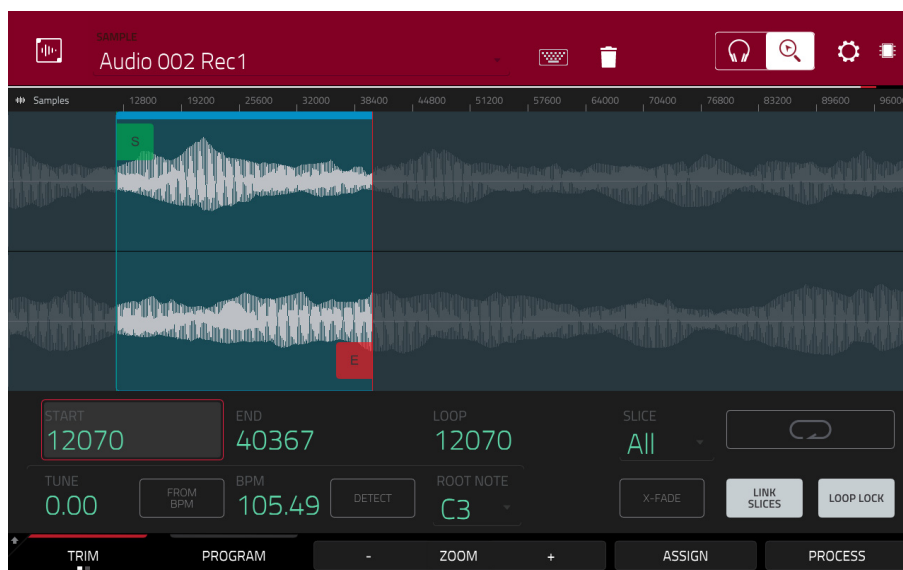 SAMPLE
Audio 002 Rec1
Samples 12800 19200 25600 32000 38400 44800 51200 57600 64000 70400 76800 83200 89600 9600
S
E
START END LOOP SLICE
12070 40367 12070 All
TUNE FROM BPM BPM DETECT ROOT NOTE X-FADE LINK SLICES LOOP LOCK
0.00 105.49 C3
TRIM PROGRAM - ZOOM + ASSIGN PROCESS